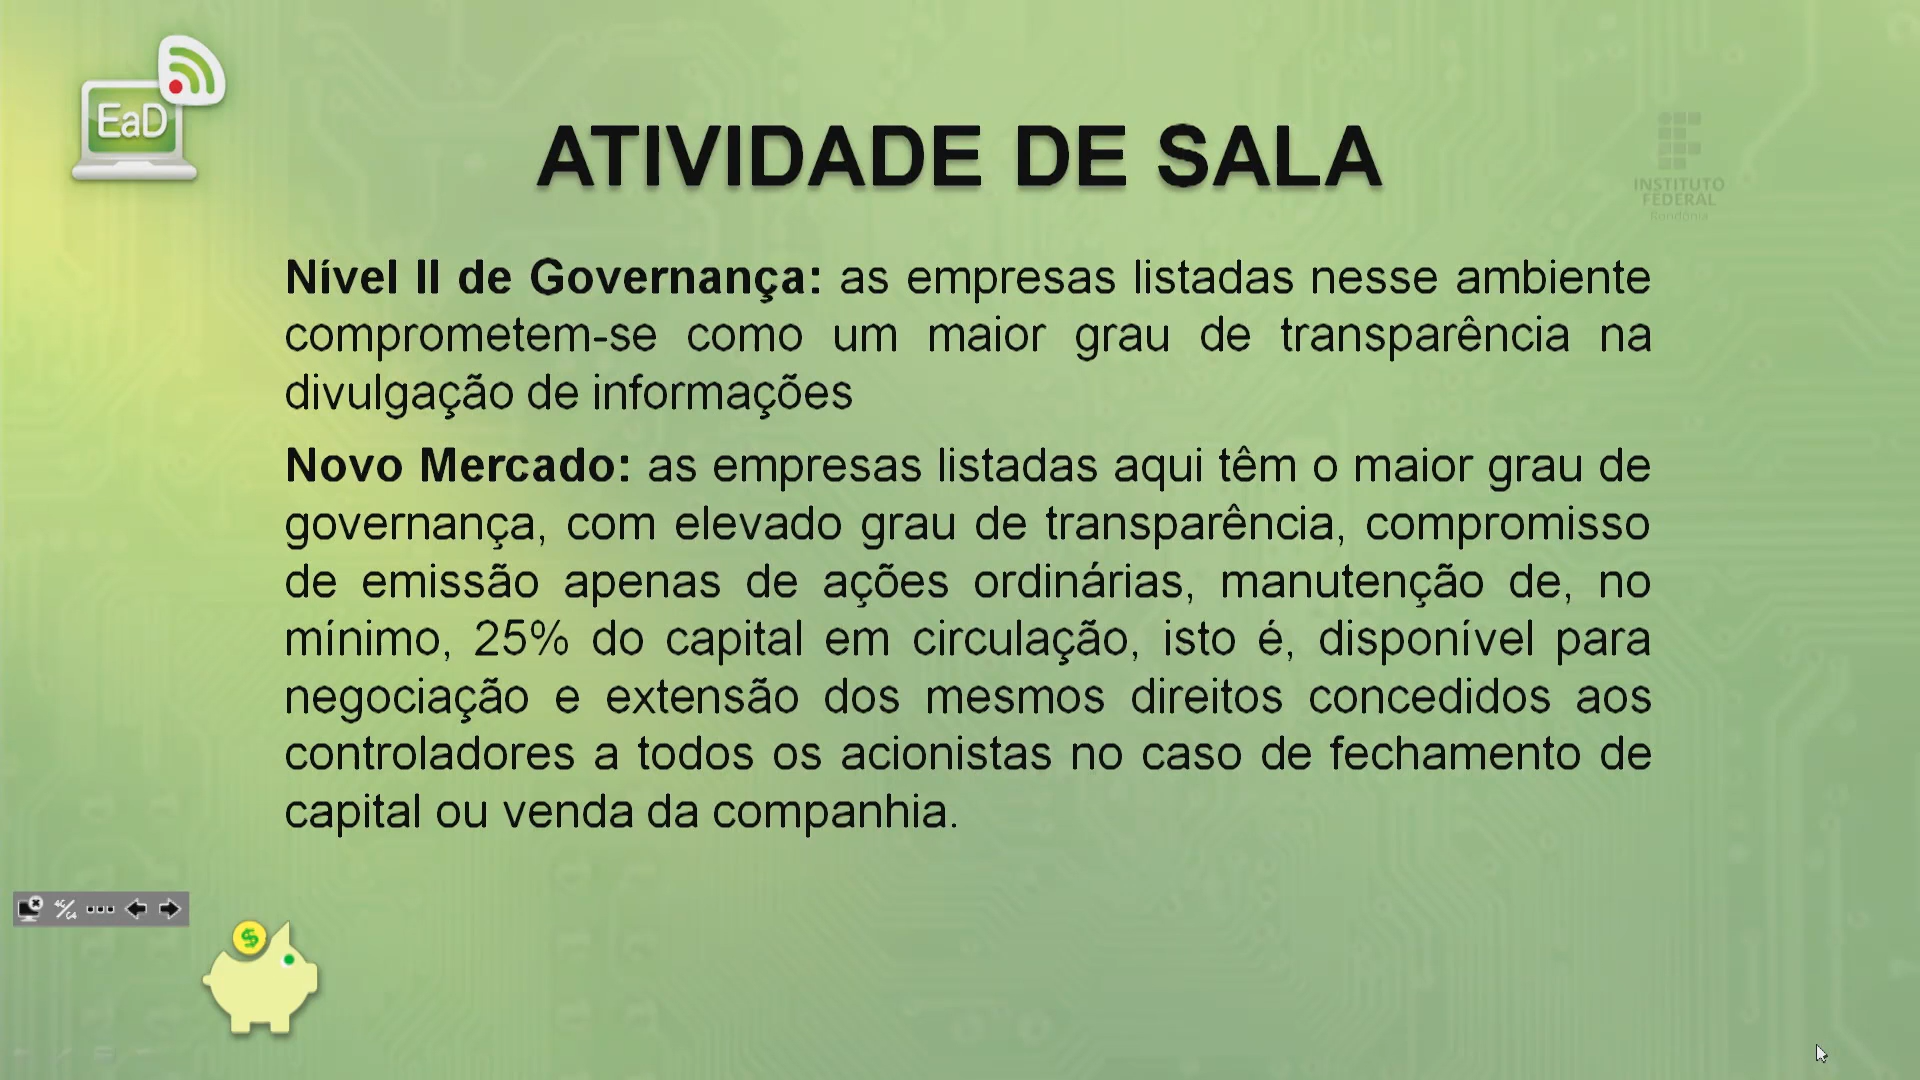 EaD
ATIVIDADE DE SALA
INSTITUTO
FEDERAL
Rondônia
Nível II de Governança: as empresas listadas nesse ambiente
comprometem-se como um maior grau de transparência na
divulgação de informações
Novo Mercado: as empresas listadas aqui têm o maior grau de
governança, com elevado grau de transparência, compromisso
de emissão apenas de ações ordinárias, manutenção de, no
mínimo, 25% do capital em circulação, isto é, disponível para
negociação e extensão dos mesmos direitos concedidos aos
controladores a todos os acionistas no caso de fechamento de
capital ou venda da companhia.
$